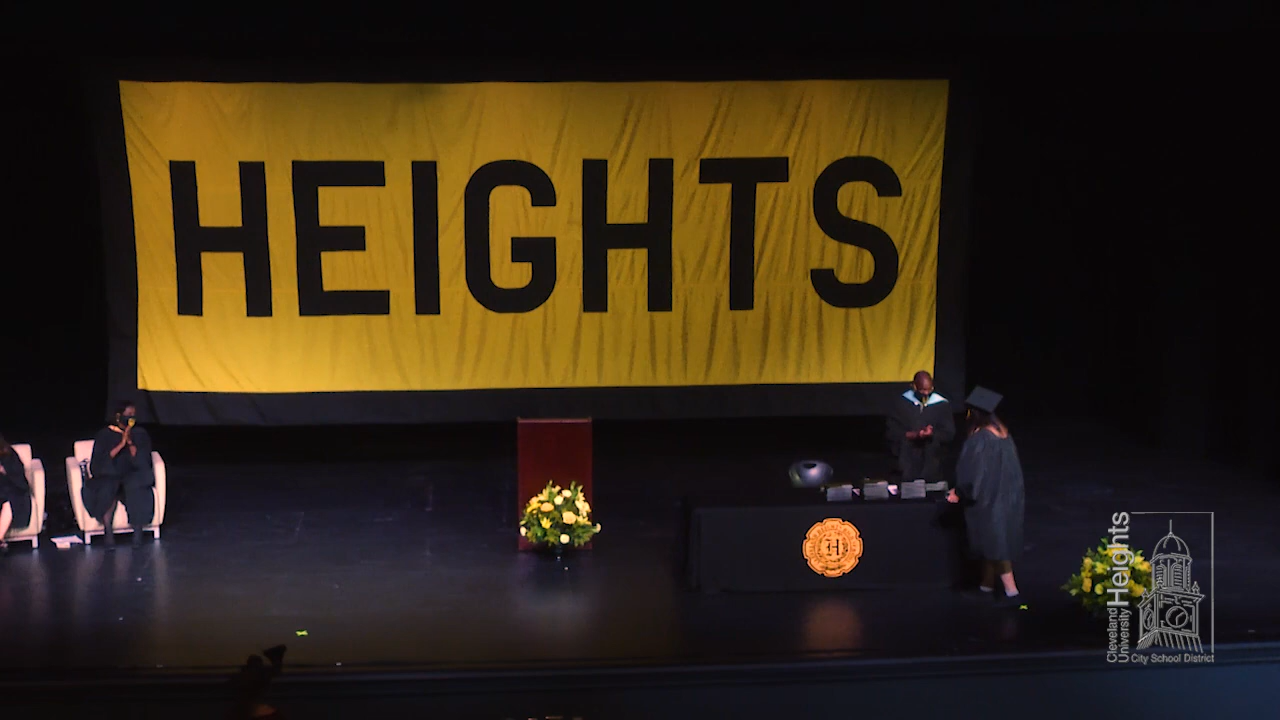 HEIGHTS
H
Cleveland
University Heights
City School District